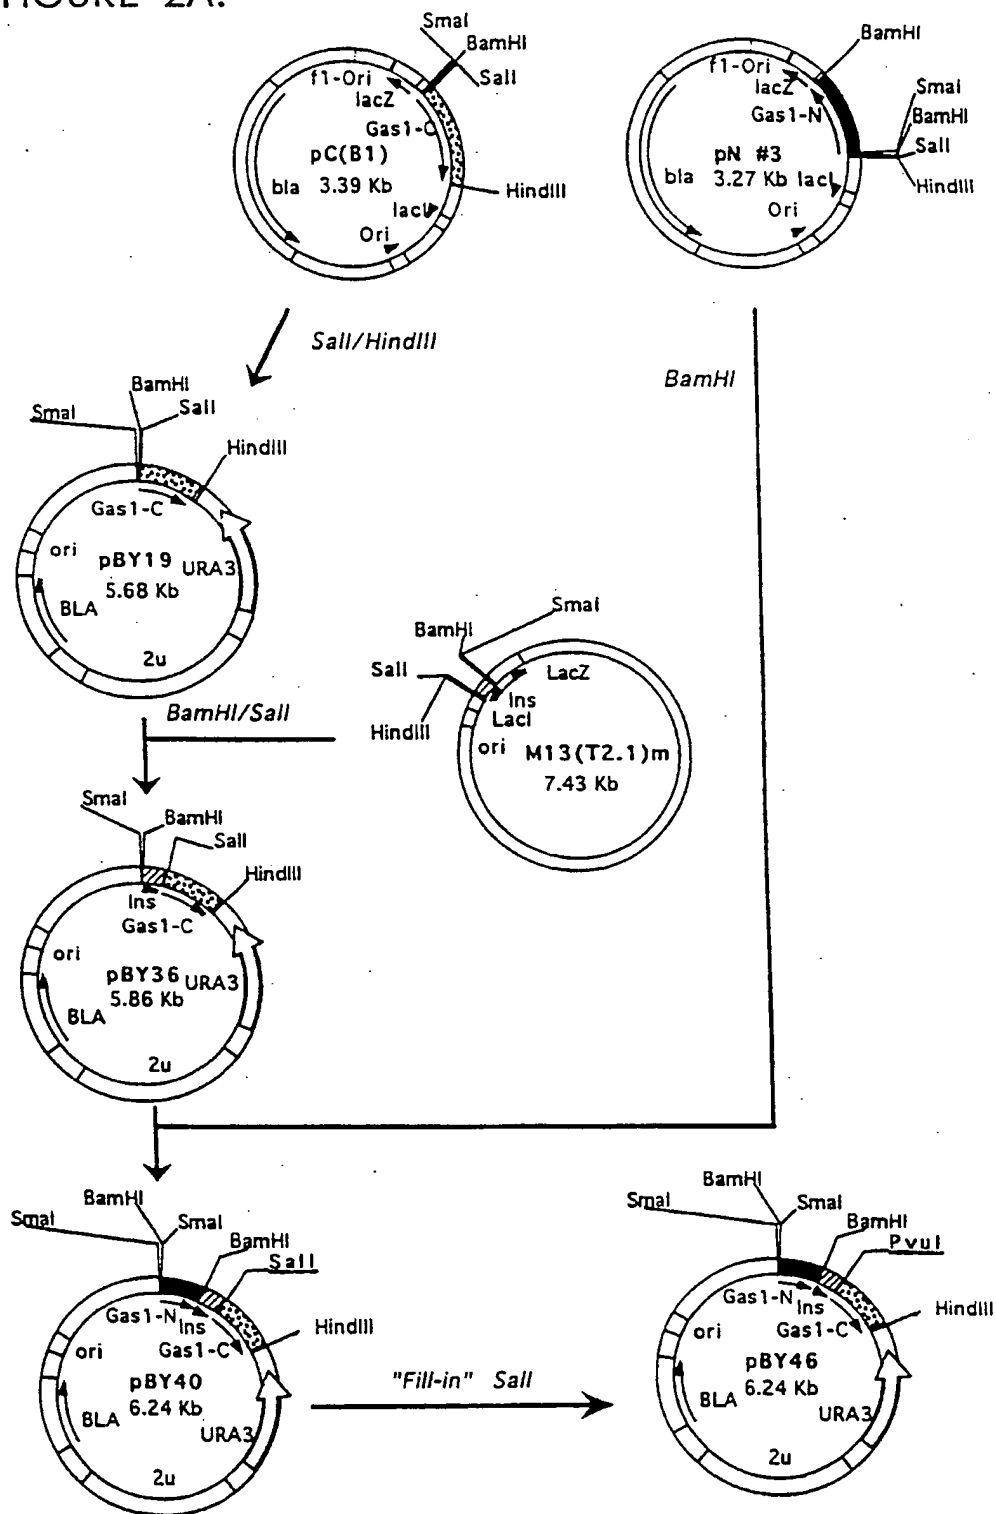 FIGURE 2A.
SmaI
BamHI
SalI
f1-Ori
lacZ
Gas1-C
pC(B1)
3.39 Kb
bla
HindIII
lacI
Ori
BamHI
f1-Ori
lacZ
Gas1-N
SmaI
BamHI
SalI
HindIII
pN #3
bla 3.27 Kb lacI
Ori
SalI/HindIII
BamHI
BamHI
SmaI
SalI
HindIII
Gas1-C
ori
pBY19
URA3
5.68 Kb
BLA
2u
SmaI
BamHI
SalI
LacZ
Ins
LacI
HindIII
ori
M13(T2.1)m
7.43 Kb
BamHI/SalI
SmaI
BamHI
SalI
HindIII
Ins
Gas1-C
ori
pBY36
URA3
5.86 Kb
BLA
2u
BamHI
SmaI
SmaI
BamHI
SalI
Gas1-N
Ins
Gas1-C
HindIII
ori
pBY40
6.24 Kb
BLA
URA3
2u
"Fill-in" SalI
BamHI
SmaI
SmaI
BamHI
PvuI
Gas1-N
Ins
Gas1-C
HindIII
ori
pBY46
6.24 Kb
BLA
URA3
2u